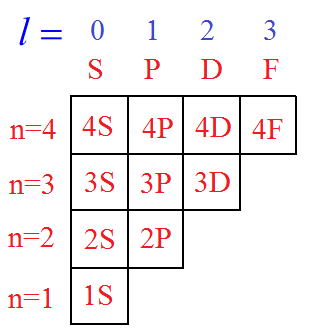 l = 0 1 2 3
S P D F
n=4 4S 4P 4D 4F
n=3 3S 3P 3D
n=2 2S 2P
n=1 1S